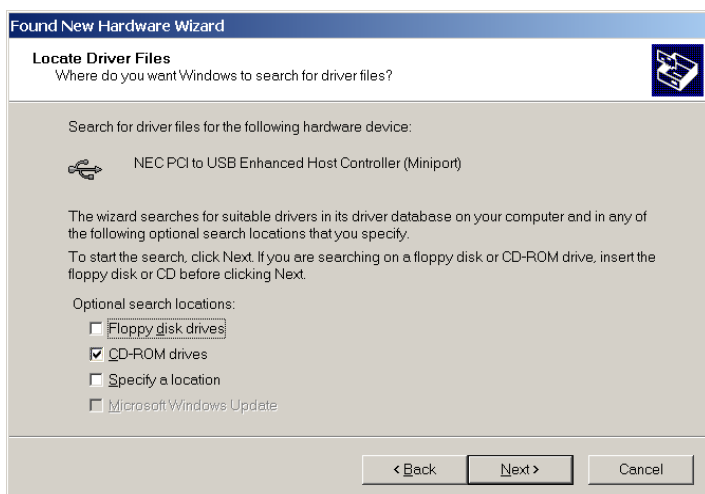 Found New Hardware Wizard
Locate Driver Files
Where do you want Windows to search for driver files?
Search for driver files for the following hardware device:
NEC PCI to USB Enhanced Host Controller (Miniport)
The wizard searches for suitable drivers in its driver database on your computer and in any of
the following optional search locations that you specify.
To start the search, click Next. If you are searching on a floppy disk or CD-ROM drive, insert the
floppy disk or CD before clicking Next.
Optional search locations:
Floppy disk drives
CD-ROM drives
Specify a location
Microsoft Windows Update
< Back Next > Cancel